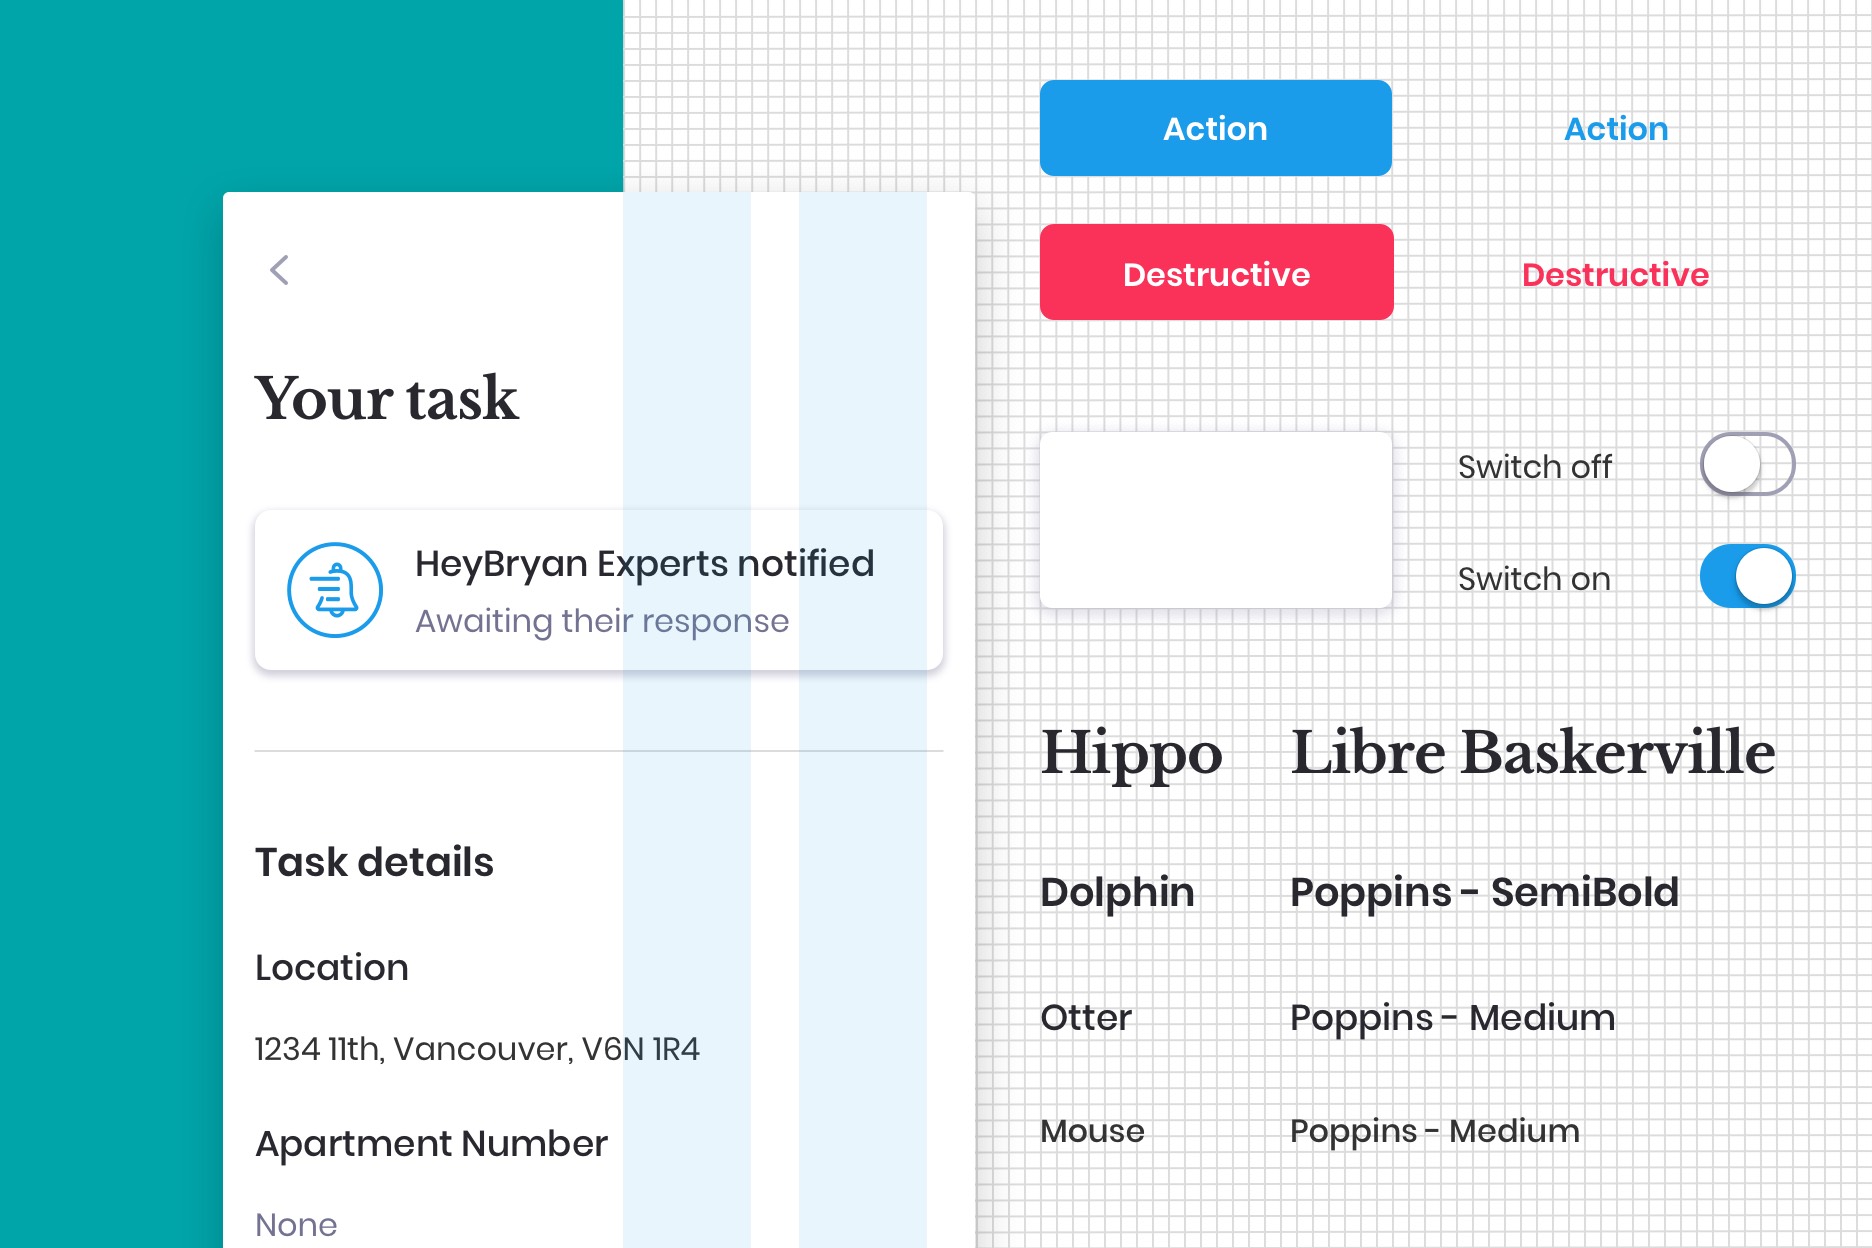 Your task
HeyBryan Experts notified
Awaiting their response
Task details
Location
1234 11th, Vancouver, V6N 1R4
Apartment Number
None
Action Action
Destructive Destructive
Switch off
Switch on
Hippo Libre Baskerville
Dolphin Poppins - SemiBold
Otter Poppins - Medium
Mouse Poppins - Medium